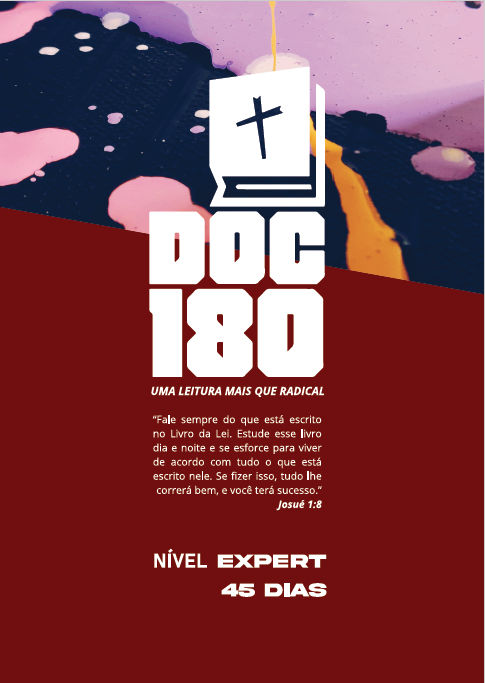 DOC
180
UMA LEITURA MAIS QUE RADICAL
“Fale sempre do que está escrito
no Livro da Lei. Estude esse livro
dia e noite e se esforce para viver
de acordo com tudo o que está
escrito nele. Se fizer isso, tudo lhe
correrá bem, e você terá sucesso.”
Josué 1:8
NÍVEL EXPERT
45 DIAS